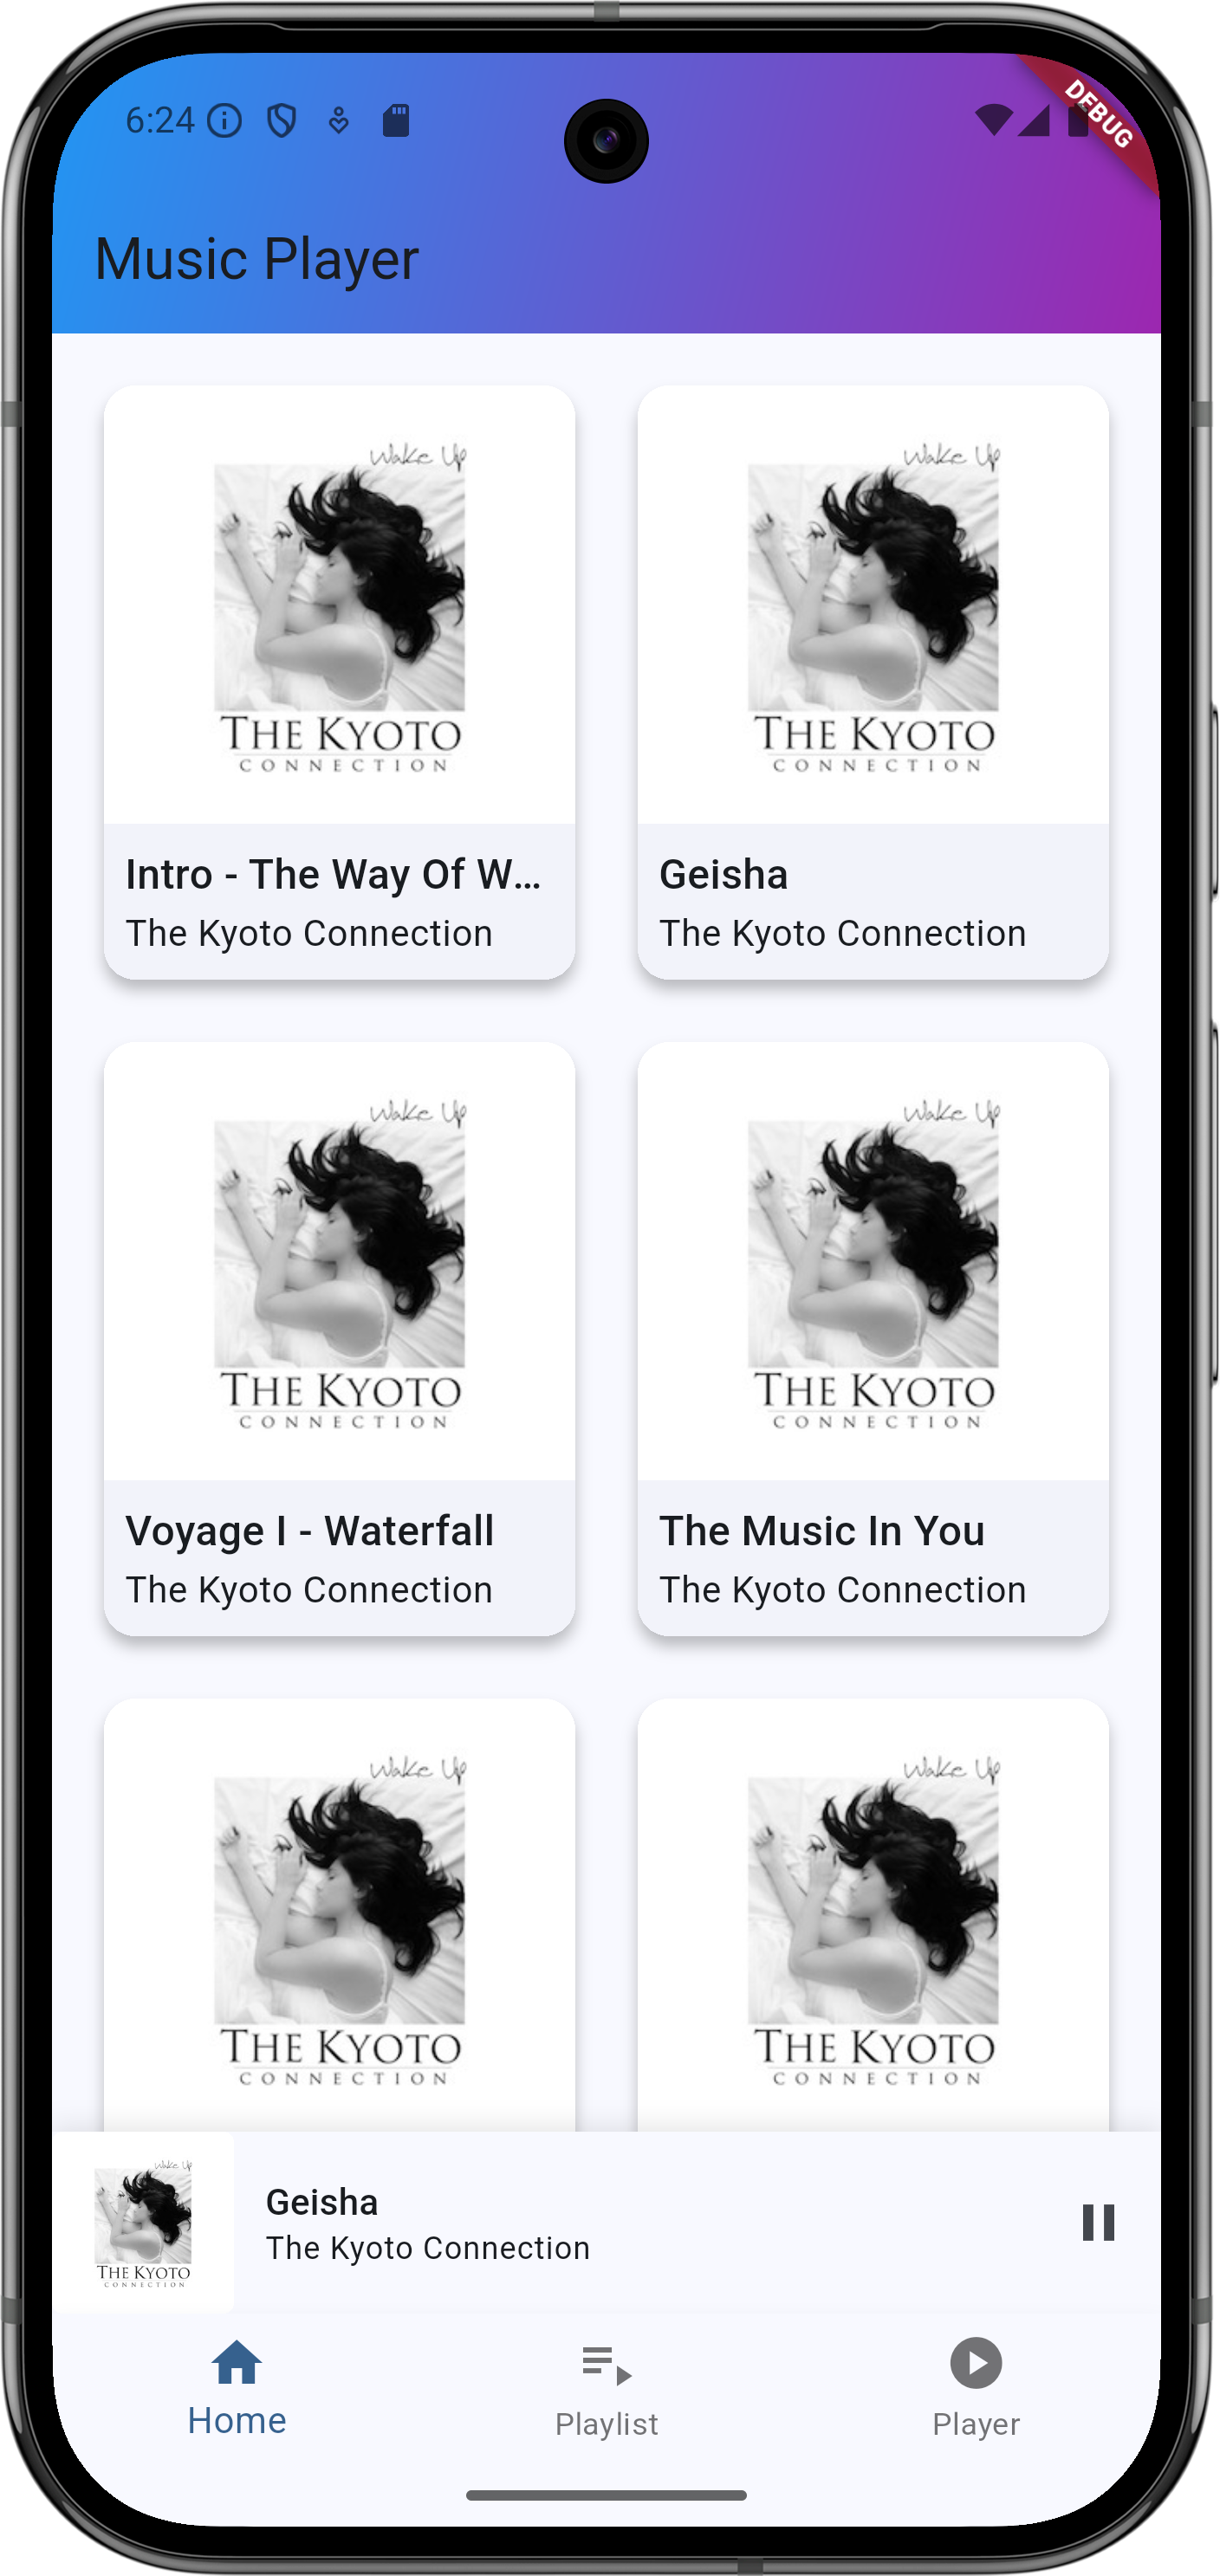 6:24
DEBUG
Music Player
Wake Up
THE KYOTO
CONNECTION
Wake Up
THE KYOTO
CONNECTION
Intro - The Way Of W...
The Kyoto Connection
Geisha
The Kyoto Connection
Wake Up
THE KYOTO
CONNECTION
Wake Up
THE KYOTO
CONNECTION
Voyage I - Waterfall
The Kyoto Connection
The Music In You
The Kyoto Connection
Wake Up
THE KYOTO
CONNECTION
Wake Up
THE KYOTO
CONNECTION
Wake Up
THE KYOTO
CONNECTION
Geisha
The Kyoto Connection
Home
Playlist
Player